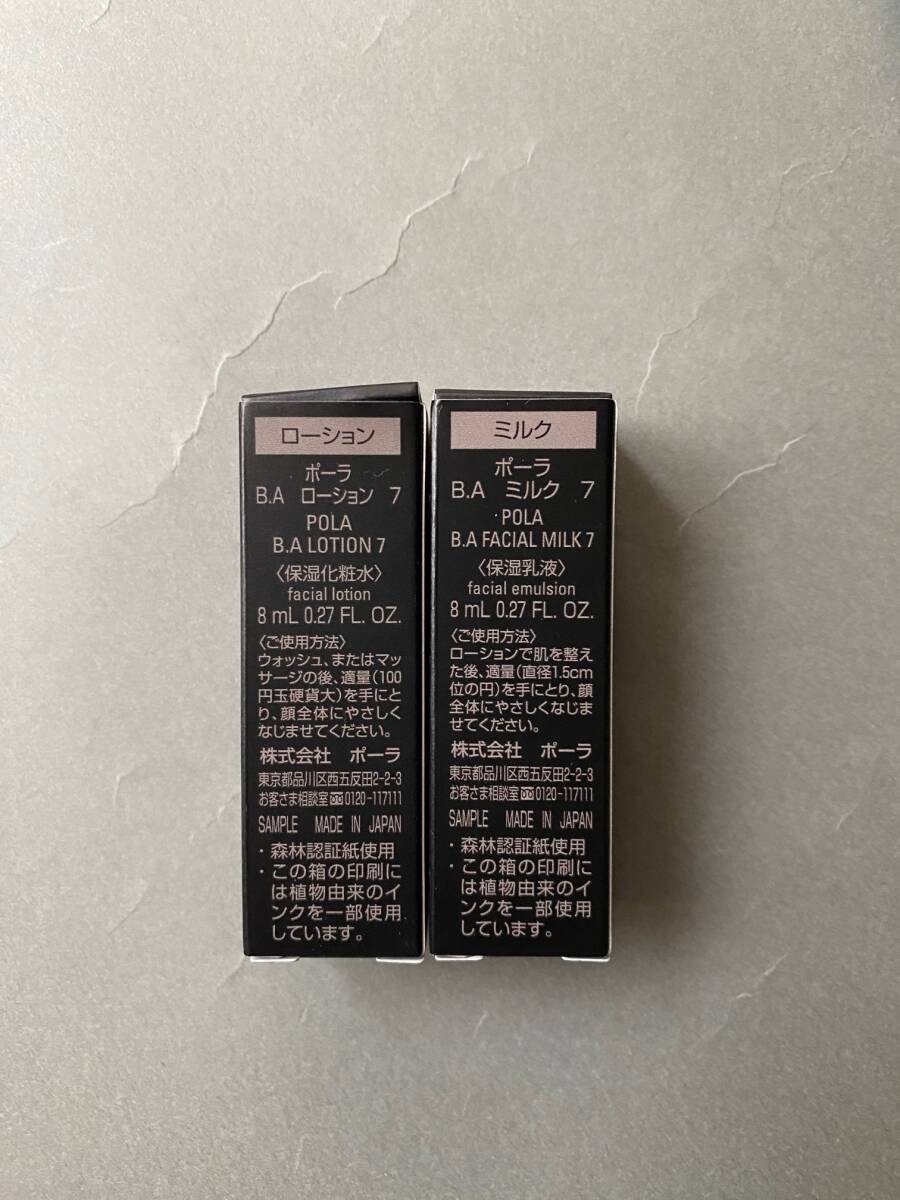 ローション
ポーラ
B.A ローション 7
POLA
B.A LOTION 7
〈保湿化粧水〉
facial lotion
8 mL 0.27 FL. OZ.
〈ご使用方法〉
ウォッシュ、またはマッ
サージの後、適量(100
円玉硬貨大)を手にと
り、顔全体にやさしく
なじませてください。
株式会社 ポーラ
東京都品川区西五反田2-2-3
お客さま相談室 0120-117111
SAMPLE MADE IN JAPAN
・森林認証紙使用
・この箱の印刷に
は植物由来のイ
ンクを一部使用
しています。
ミルク
ポーラ
B.A ミルク 7
POLA
B.A FACIAL MILK 7
〈保湿乳液〉
facial emulsion
8 mL 0.27 FL. OZ.
〈ご使用方法〉
ローションで肌を整え
た後、適量(直径1.5cm
位の円)を手にとり、顔
全体にやさしくなじま
せてください。
株式会社 ポーラ
東京都品川区西五反田2-2-3
お客さま相談室 0120-117111
SAMPLE MADE IN JAPAN
・森林認証紙使用
・この箱の印刷に
は植物由来のイ
ンクを一部使用
しています。